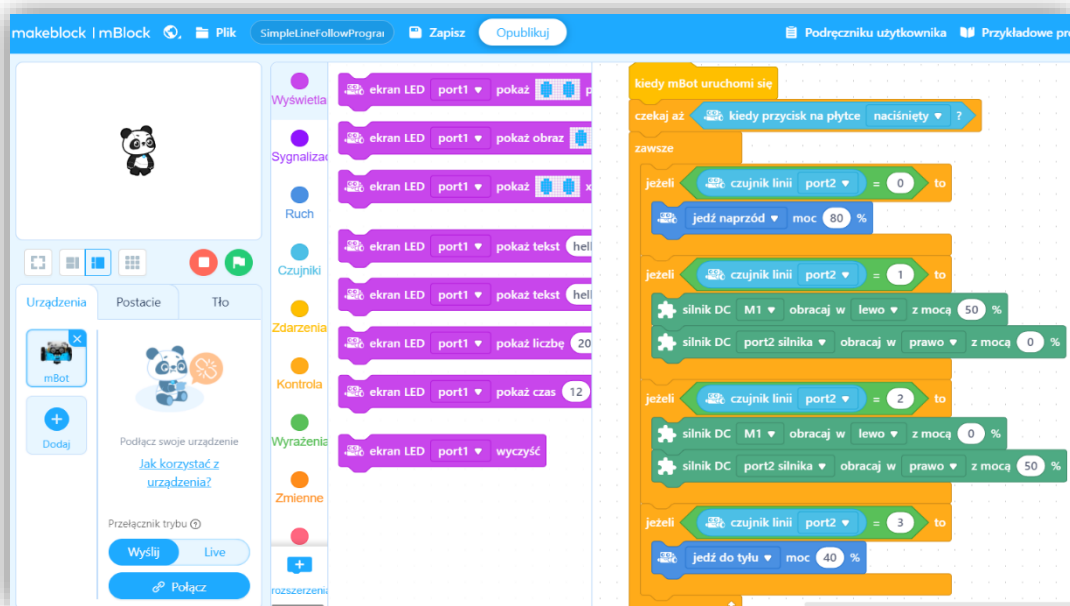 makeblock | mBlock Plik SimpleLineFollowProgra Zapisz Opublikuj Podręczniku użytkownika Przykładowe pro
Wyświetla
Sygnalizac
Ruch
Czujniki
Zdarzenia
Kontrola
Wyrażenia
Zmienne
rozszerzeni
ekran LED port1 pokaż p
ekran LED port1 pokaż obraz
ekran LED port1 pokaż x
ekran LED port1 pokaż tekst hell
ekran LED port1 pokaż tekst hell
ekran LED port1 pokaż liczbę 20
ekran LED port1 pokaż czas 12
ekran LED port1 wyczyść
Urządzenia Postacie Tło
mBot
Dodaj
Podłącz swoje urządzenie
Jak korzystać z
urządzenia?
Przełącznik trybu ?
Wyślij Live
Połącz
kiedy mBot uruchomi się
czekaj aż kiedy przycisk na płytce naciśnięty ?
zawsze
jeżeli czujnik linii port2 = 0 to
jedź naprzód moc 80 %
jeżeli czujnik linii port2 = 1 to
silnik DC M1 obracaj w lewo z mocą 50 %
silnik DC port2 silnika obracaj w prawo z mocą 0 %
jeżeli czujnik linii port2 = 2 to
silnik DC M1 obracaj w lewo z mocą 0 %
silnik DC port2 silnika obracaj w prawo z mocą 50 %
jeżeli czujnik linii port2 = 3 to
jedź do tyłu moc 40 %